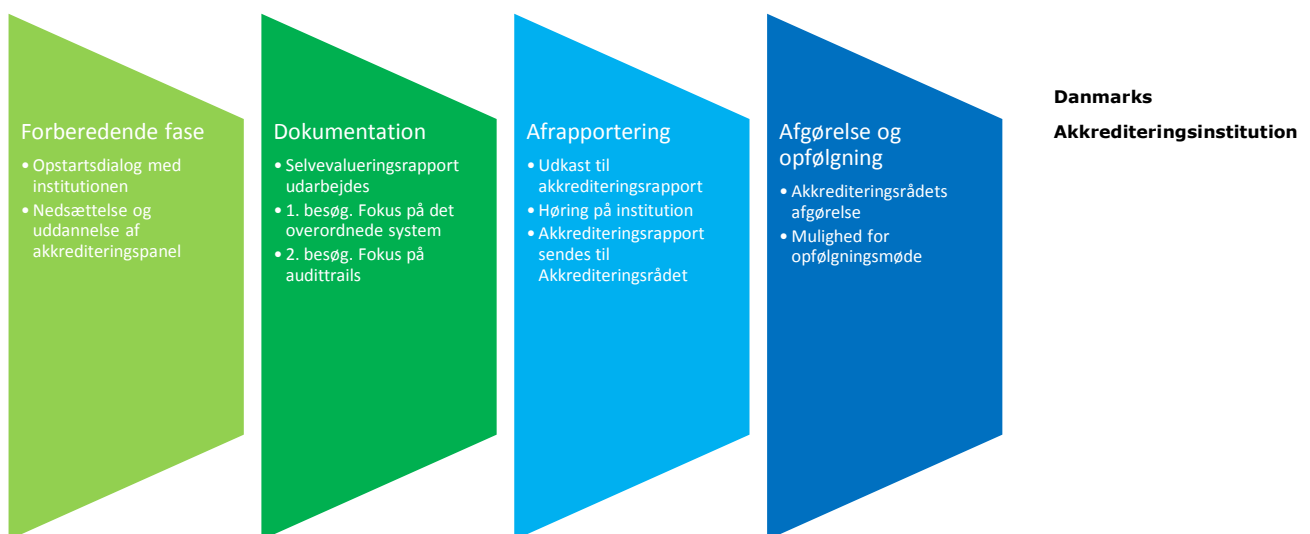 Forberedende fase
• Opstartsdialog med
institutionen
• Nedsættelse og
uddannelse af
akkrediteringspanel
Dokumentation
• Selvevalueringsrapport
udarbejdes
• 1. besøg. Fokus på det
overordnede system
• 2. besøg. Fokus på
audittrails
Afrapportering
• Udkast til
akkrediteringsrapport
• Høring på institution
• Akkrediteringsrapport
sendes til
Akkrediteringsrådet
Afgørelse og
opfølgning
• Akkrediteringsrådets
afgørelse
• Mulighed for
opfølgningsmøde
Danmarks
Akkrediteringsinstitution